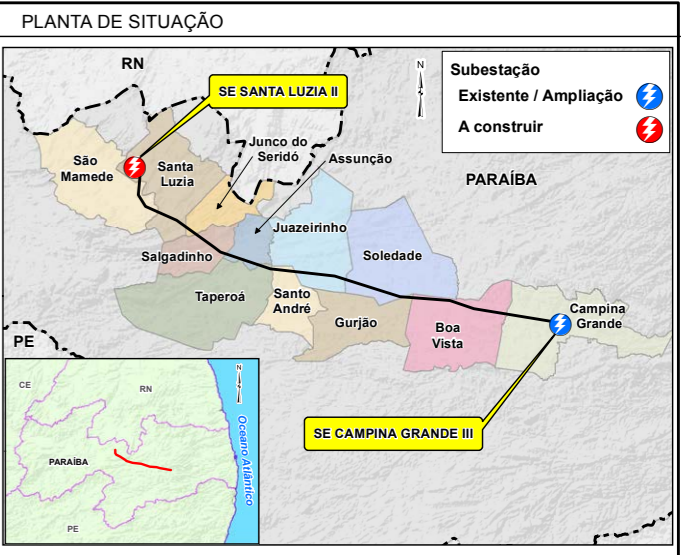 PLANTA DE SITUAÇÃO
RN
SE SANTA LUZIA II
N
Subestação
Existente / Ampliação
A construir
São
Mamede
Santa
Luzia
Junco do
Seridó
Assunção
PARAÍBA
Juazeirinho
Salgadinho
Soledade
Taperoá
Santo
André
Gurjão
Boa
Vista
Campina
Grande
PE
SE CAMPINA GRANDE III
N
CE
RN
PARAÍBA
Oceano Atlântico
PE